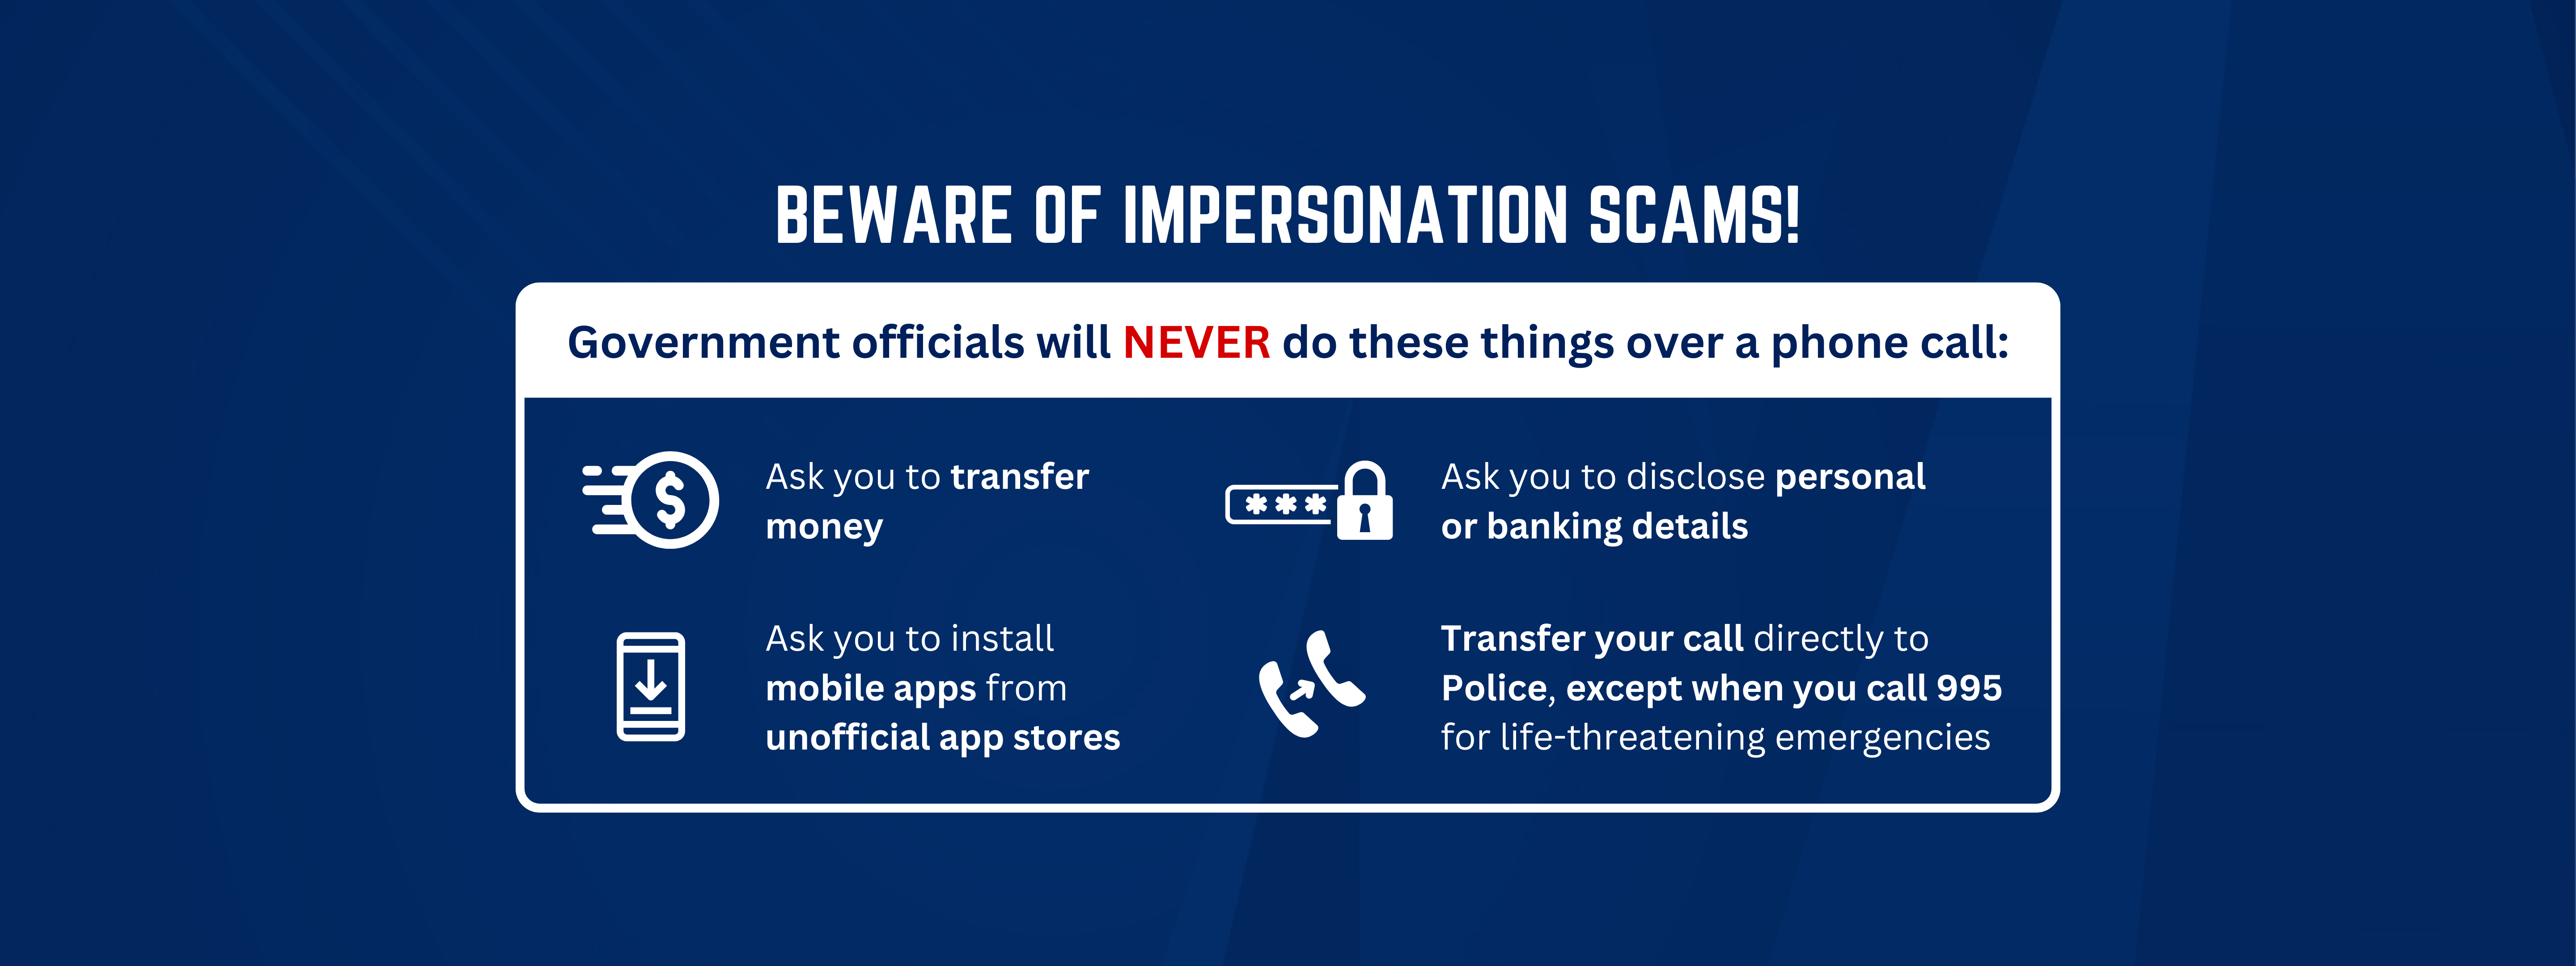 BEWARE OF IMPERSONATION SCAMS!
Government officials will NEVER do these things over a phone call:
Ask you to transfer
money
Ask you to disclose personal
or banking details
Ask you to install
mobile apps from
unofficial app stores
Transfer your call directly to
Police, except when you call 995
for life-threatening emergencies